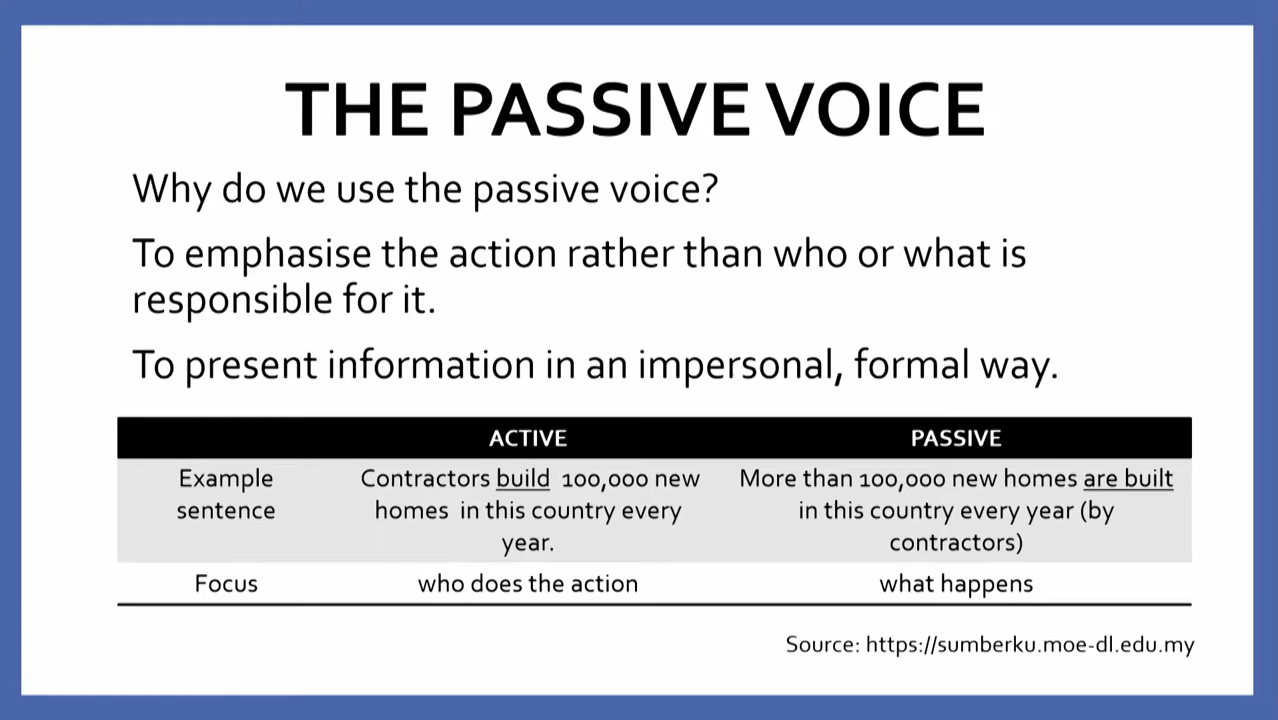 THE PASSIVE VOICE
Why do we use the passive voice?
To emphasise the action rather than who or what is
responsible for it.
To present information in an impersonal, formal way.
ACTIVE PASSIVE
Example Contractors build 100,000 new More than 100,000 new homes are built
sentence homes in this country every in this country every year (by
year. contractors)
Focus who does the action what happens
Source: https://sumberku.moe-dl.edu.my